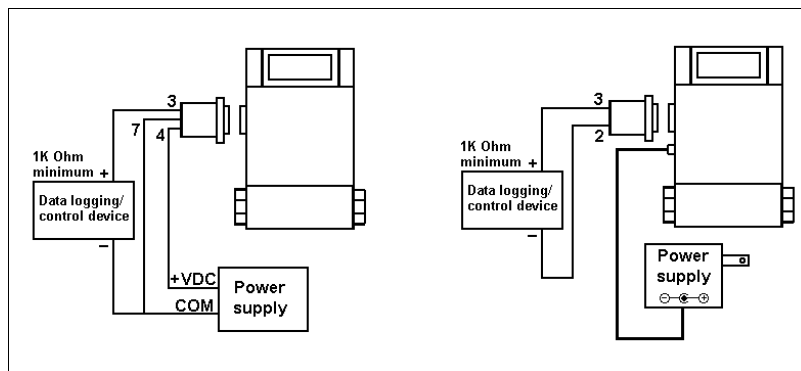 3
7
4
1K Ohm
minimum +
Data logging/
control device
–
+VDC
COM
Power
supply
3
2
1K Ohm
minimum +
Data logging/
control device
–
Power
supply